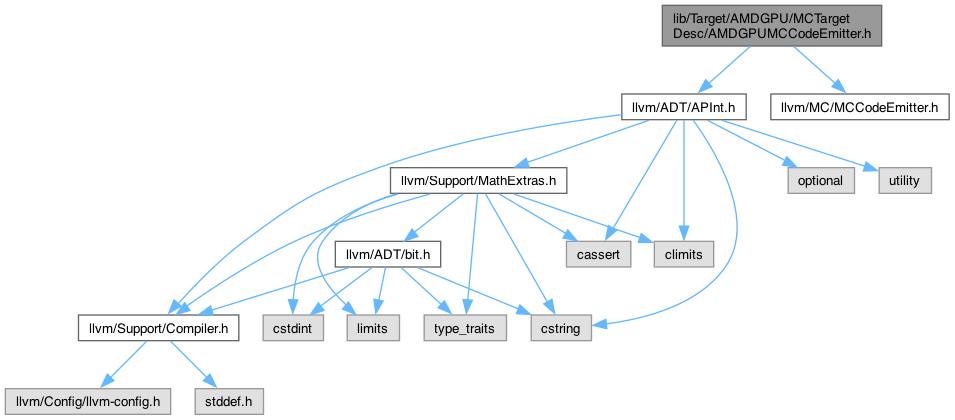 lib/Target/AMDGPU/MCTarget
Desc/AMDGPUMCCodeEmitter.h
llvm/ADT/APInt.h
llvm/MC/MCCodeEmitter.h
llvm/Support/MathExtras.h
optional
utility
llvm/ADT/bit.h
cassert
climits
llvm/Support/Compiler.h
cstdint
limits
type_traits
cstring
llvm/Config/llvm-config.h
stddef.h